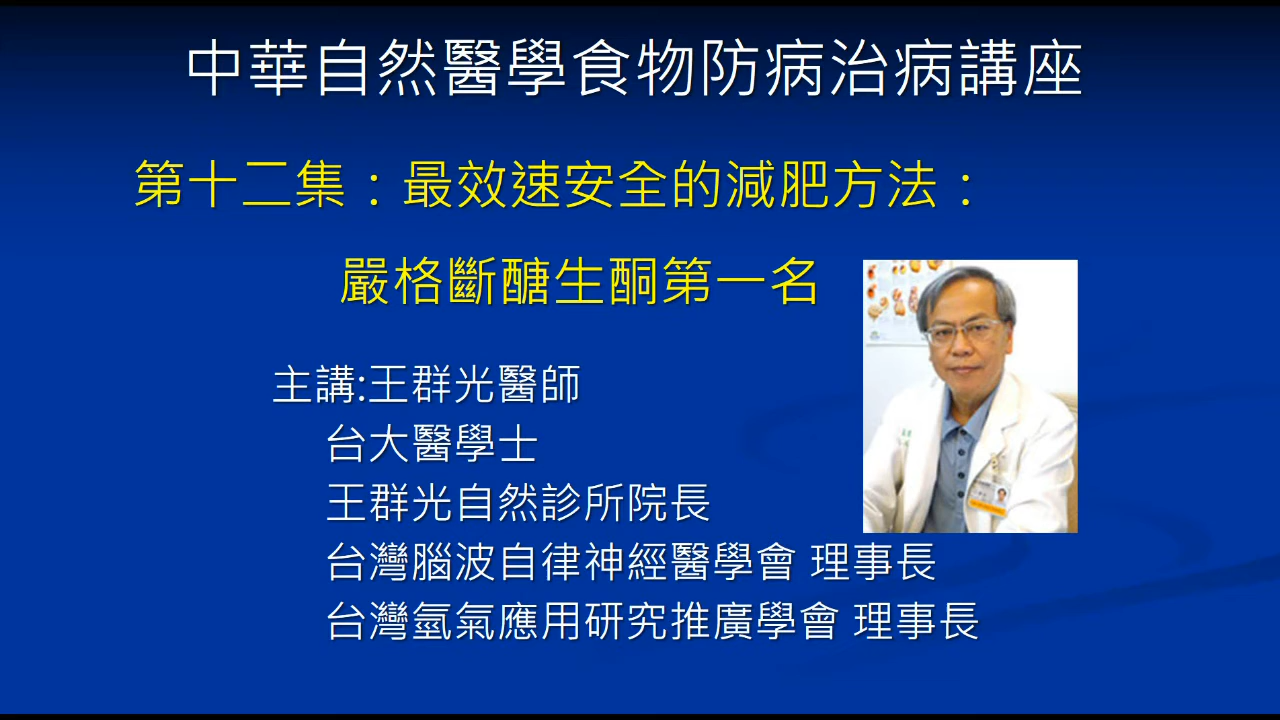 中華自然醫學食物防病治病講座
第十二集：最效速安全的減肥方法：
嚴格斷醣生酮第一名
主講:王群光醫師
台大醫學士
王群光自然診所院長
台灣腦波自律神經醫學會 理事長
台灣氫氣應用研究推廣學會 理事長